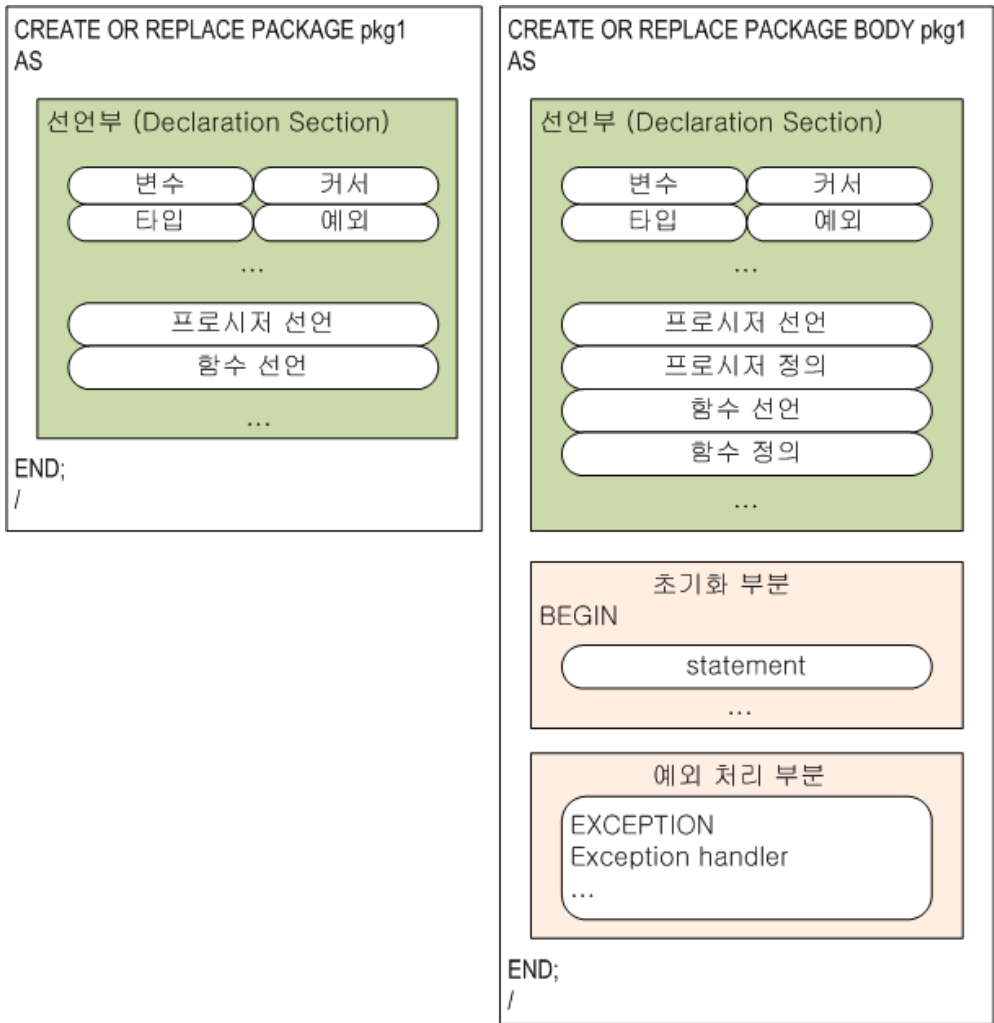 CREATE OR REPLACE PACKAGE pkg1
AS
선언부 (Declaration Section)
변수 커서
타입 예외
...
프로시저 선언
함수 선언
...
END;
/
CREATE OR REPLACE PACKAGE BODY pkg1
AS
선언부 (Declaration Section)
변수 커서
타입 예외
...
프로시저 선언
프로시저 정의
함수 선언
함수 정의
...
초기화 부분
BEGIN
statement
...
예외 처리 부분
EXCEPTION
Exception handler
...
END;
/